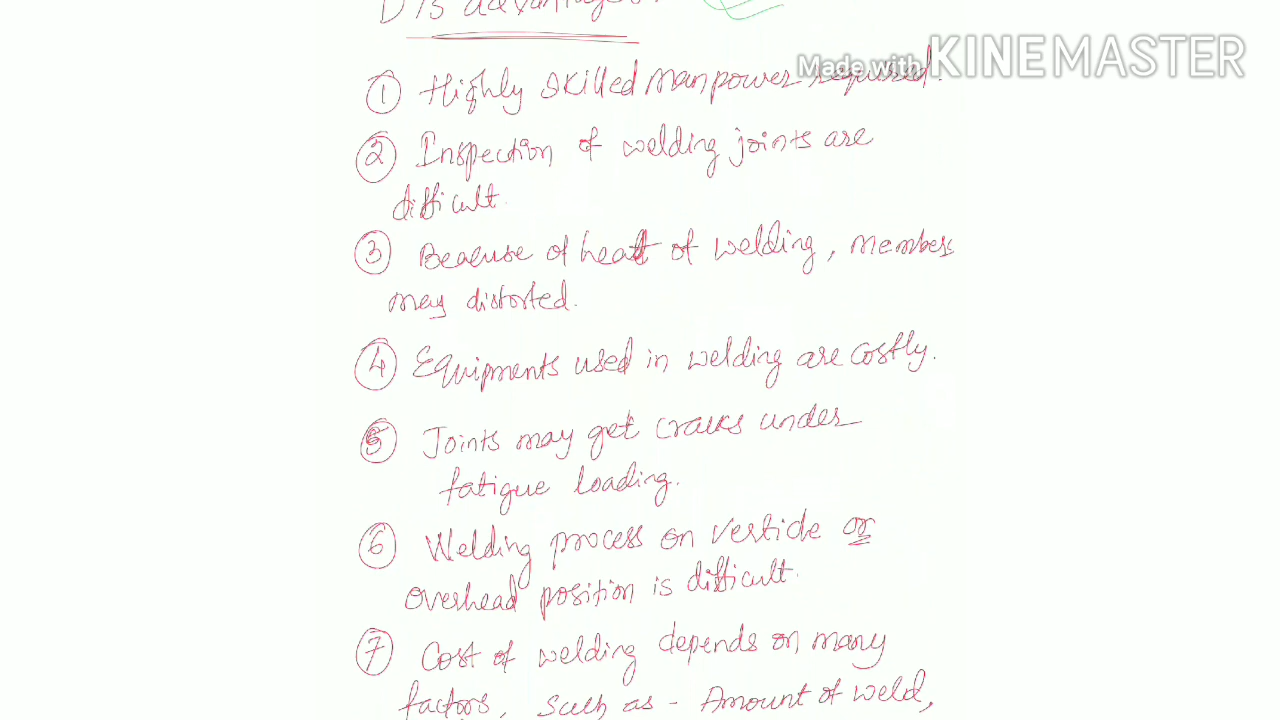 Disadvantages
Made with KINEMASTER
① Highly skilled manpower required.
② Inspection of welding joints are
difficult.
③ Beacuse of heat of welding, members
may distorted.
④ Equipments used in welding are costly.
⑤ Joints may get cracks under
fatigue loading.
⑥ Welding process on verticle or
overhead position is difficult.
⑦ Cost of welding depends on many
factors, such as - Amount of weld,